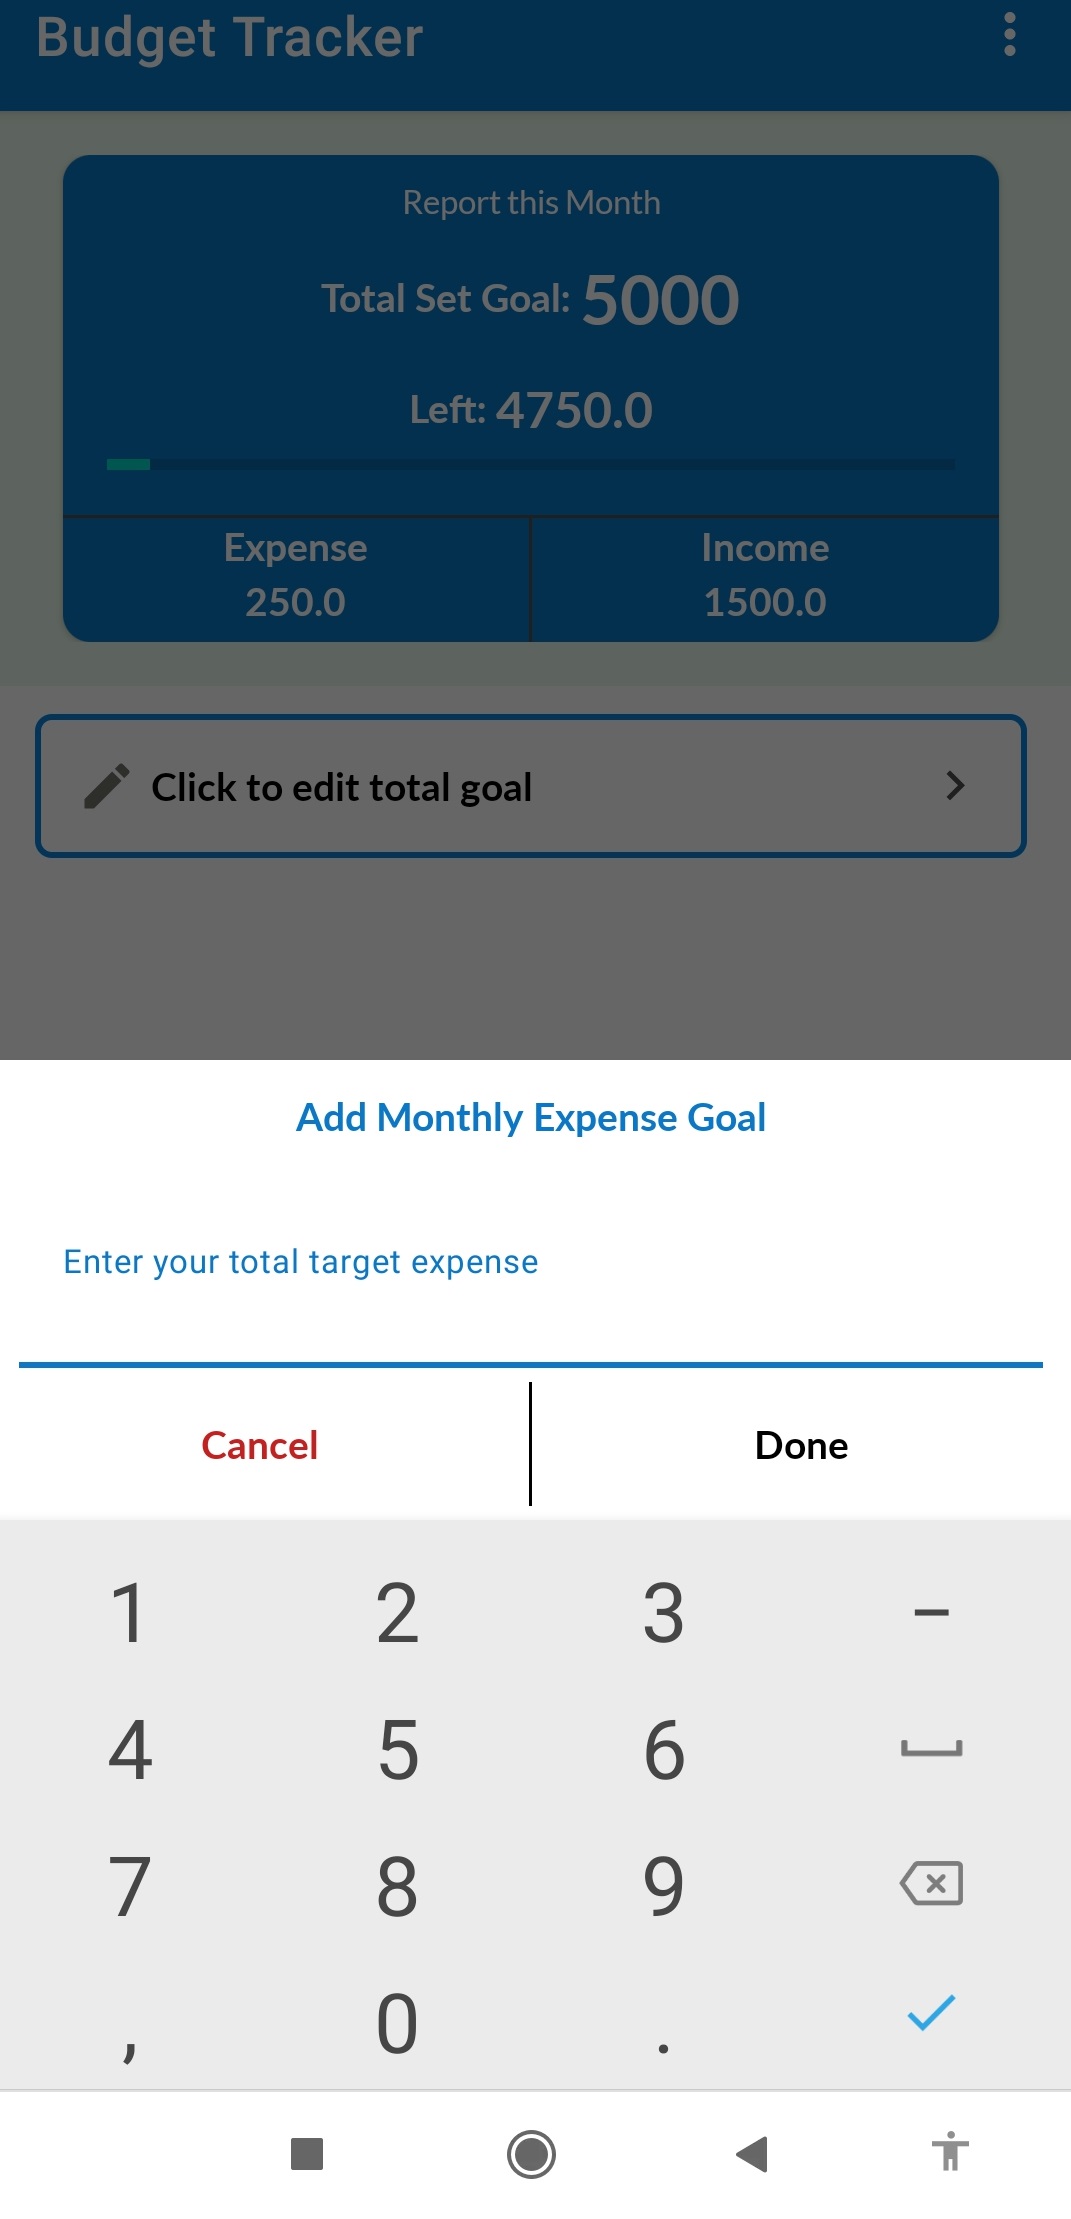 Budget Tracker
Report this Month
Total Set Goal: 5000
Left: 4750.0
Expense Income
250.0 1500.0
Click to edit total goal
Add Monthly Expense Goal
Enter your total target expense
Cancel Done
1 2 3 –
4 5 6
7 8 9
, 0 .